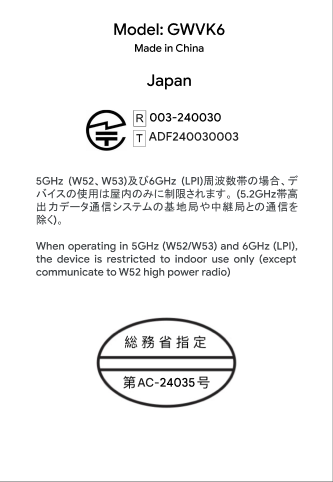 Model: GWVK6
Made in China
Japan
R 003-240030
T ADF240030003
5GHz (W52、W53)及び6GHz (LPI)周波数帯の場合、デ
バイスの使用は屋内のみに制限されます。(5.2GHz帯高
出力データ通信システムの基地局や中継局との通信を
除く)。
When operating in 5GHz (W52/W53) and 6GHz (LPI),
the device is restricted to indoor use only (except
communicate to W52 high power radio)
総務省指定
第AC-24035号